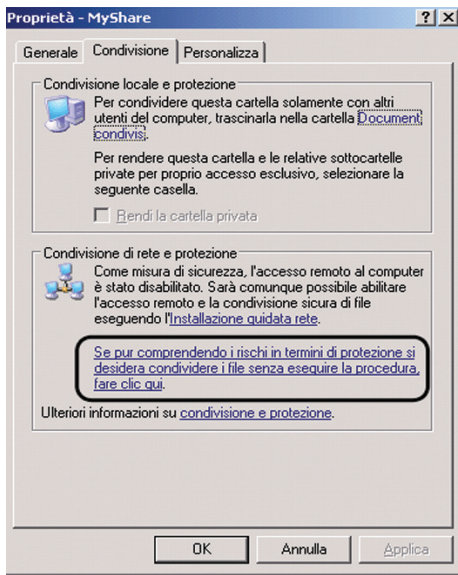 Proprietà - MyShare
Generale Condivisione Personalizza
Condivisione locale e protezione
Per condividere questa cartella solamente con altri
utenti del computer, trascinarla nella cartella Document
condivis.
Per rendere questa cartella e le relative sottocartelle
private per proprio accesso esclusivo, selezionare la
seguente casella.
Rendi la cartella privata
Condivisione di rete e protezione
Come misura di sicurezza, l'accesso remoto al computer
è stato disabilitato. Sarà comunque possibile abilitare
l'accesso remoto e la condivisione sicura di file
eseguendo l'Installazione guidata rete.
Se pur comprendendo i rischi in termini di protezione si
desidera condividere i file senza eseguire la procedura,
fare clic qui.
Ulteriori informazioni su condivisione e protezione.
OK Annulla Applica